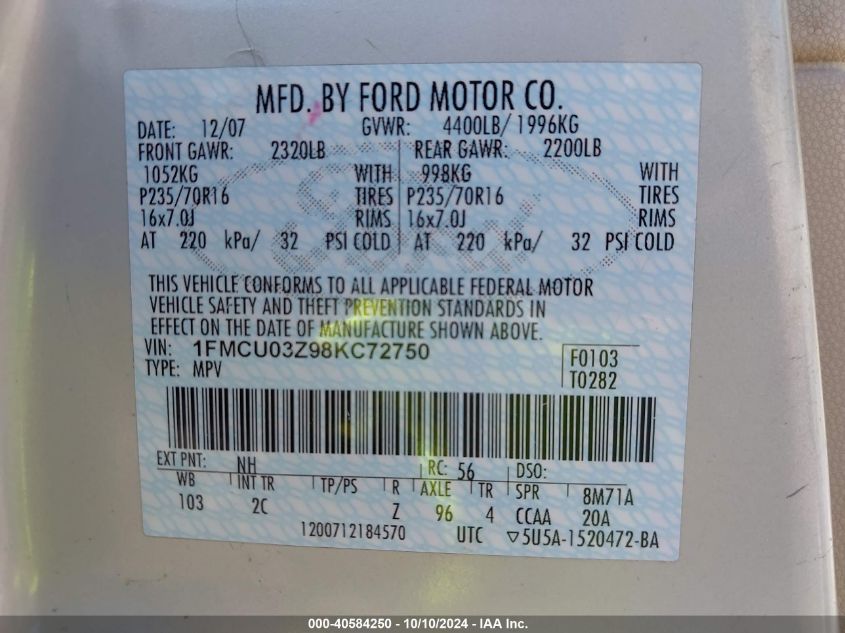 MFD. BY FORD MOTOR CO.
DATE: 12/07 GVWR: 4400LB/ 1996KG
FRONT GAWR: 2320LB REAR GAWR: 2200LB
1052KG WITH 998KG WITH
P235/70R16 TIRES P235/70R16 TIRES
16x7.0J RIMS 16x7.0J RIMS
AT 220 kPa/ 32 PSI COLD AT 220 kPa/ 32 PSI COLD
THIS VEHICLE CONFORMS TO ALL APPLICABLE FEDERAL MOTOR
VEHICLE SAFETY AND THEFT PREVENTION STANDARDS IN
EFFECT ON THE DATE OF MANUFACTURE SHOWN ABOVE.
VIN: 1FMCU03Z98KC72750 F0103
TYPE: MPV T0282
EXT PNT: NH RC: 56 DSO:
WB INT TR TP/PS R AXLE TR SPR 8M71A
103 2C Z 96 4 CCAA 20A
1200712184570 UTC ▽5U5A-1520472-BA
000-40584250 - 10/10/2024 - IAA Inc.